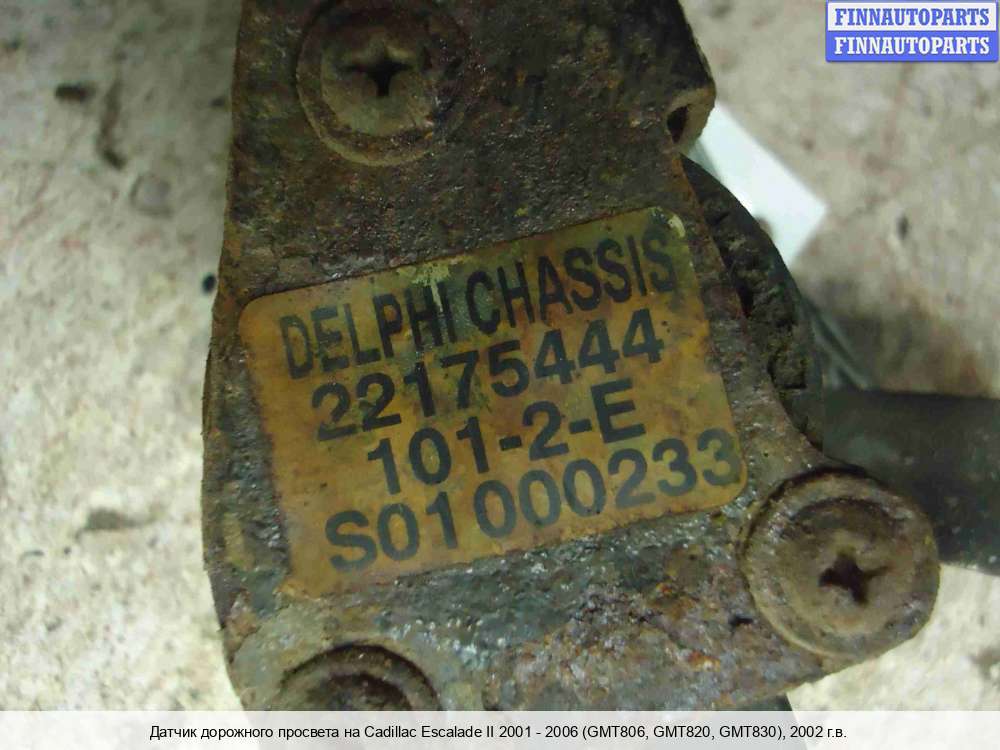 FINNAUTOPARTS
FINNAUTOPARTS
DELPHI CHASSIS
22175444
101-2-E
S01000233
Датчик дорожного просвета на Cadillac Escalade II 2001 - 2006 (GMT806, GMT820, GMT830), 2002 г.в.